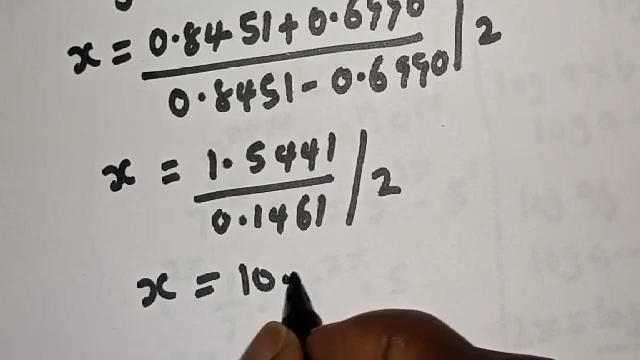 x = 0.8451 + 0.6990 / 0.8451 - 0.6990 / 2
x = 1.5441 / 0.1461 / 2
x = 10.